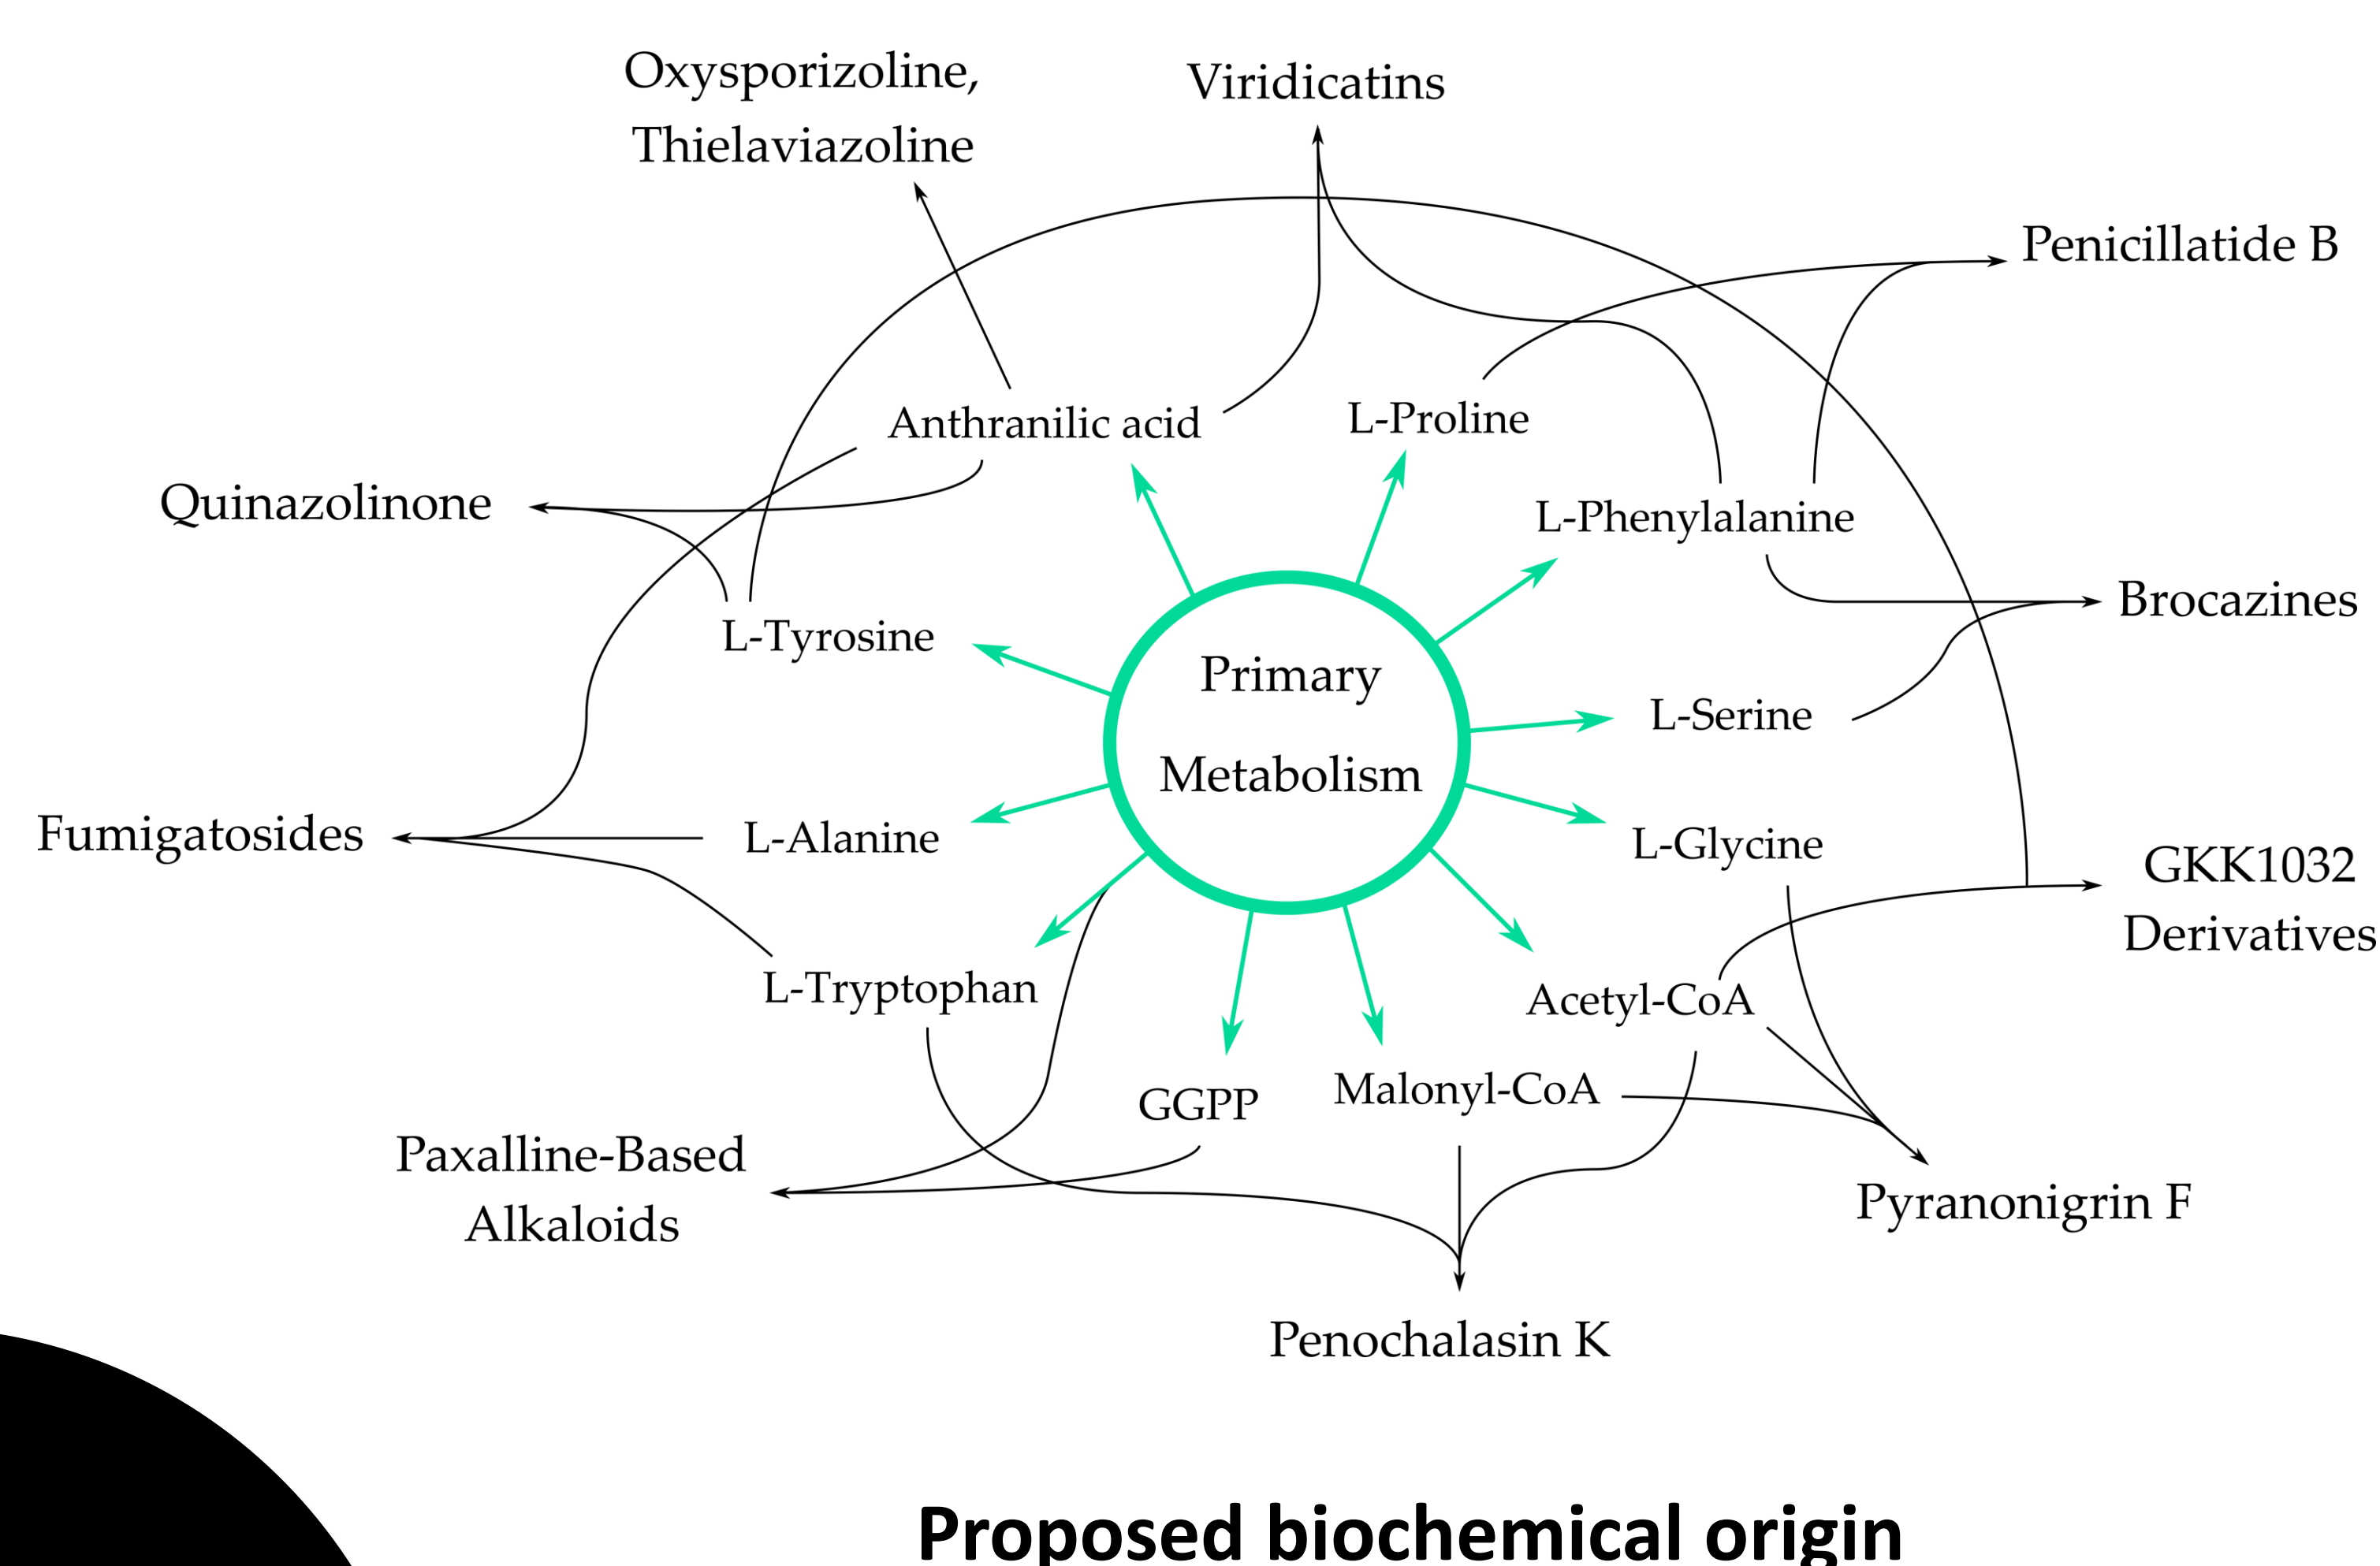 Oxysporizoline,
Thielaviazoline
Viridicatins
Penicillatide B
Anthranilic acid
L-Proline
Quinazolinone
L-Phenylalanine
Brocazines
L-Tyrosine
Primary
Metabolism
L-Serine
Fumigatosides
L-Alanine
L-Glycine
GKK1032
Derivatives
L-Tryptophan
Acetyl-CoA
GGPP
Malonyl-CoA
Paxalline-Based
Alkaloids
Pyranonigrin F
Penochalasin K
Proposed biochemical origin